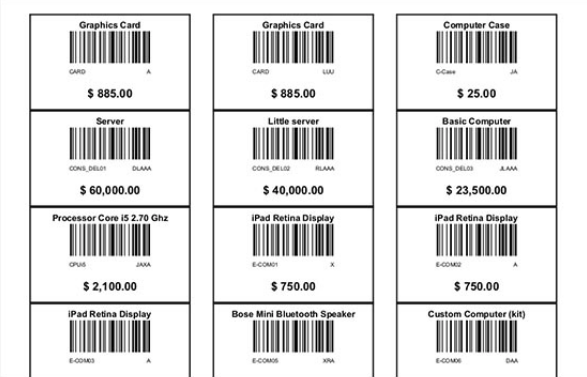 Graphics Card
CARD A
$ 885.00
Graphics Card
CARD LUU
$ 885.00
Computer Case
C-Case JA
$ 25.00
Server
CONS_DEL01 DLAAA
$ 60,000.00
Little server
CONS_DEL02 RLAAA
$ 40,000.00
Basic Computer
CONS_DEL03 JLAAA
$ 23,500.00
Processor Core i5 2.70 Ghz
CPUi5 JAXA
$ 2,100.00
iPad Retina Display
E-COM01 X
$ 750.00
iPad Retina Display
E-COM02 A
$ 750.00
iPad Retina Display
E-COM03 A
Bose Mini Bluetooth Speaker
E-COM05 XRA
Custom Computer (kit)
E-COM06 DAA